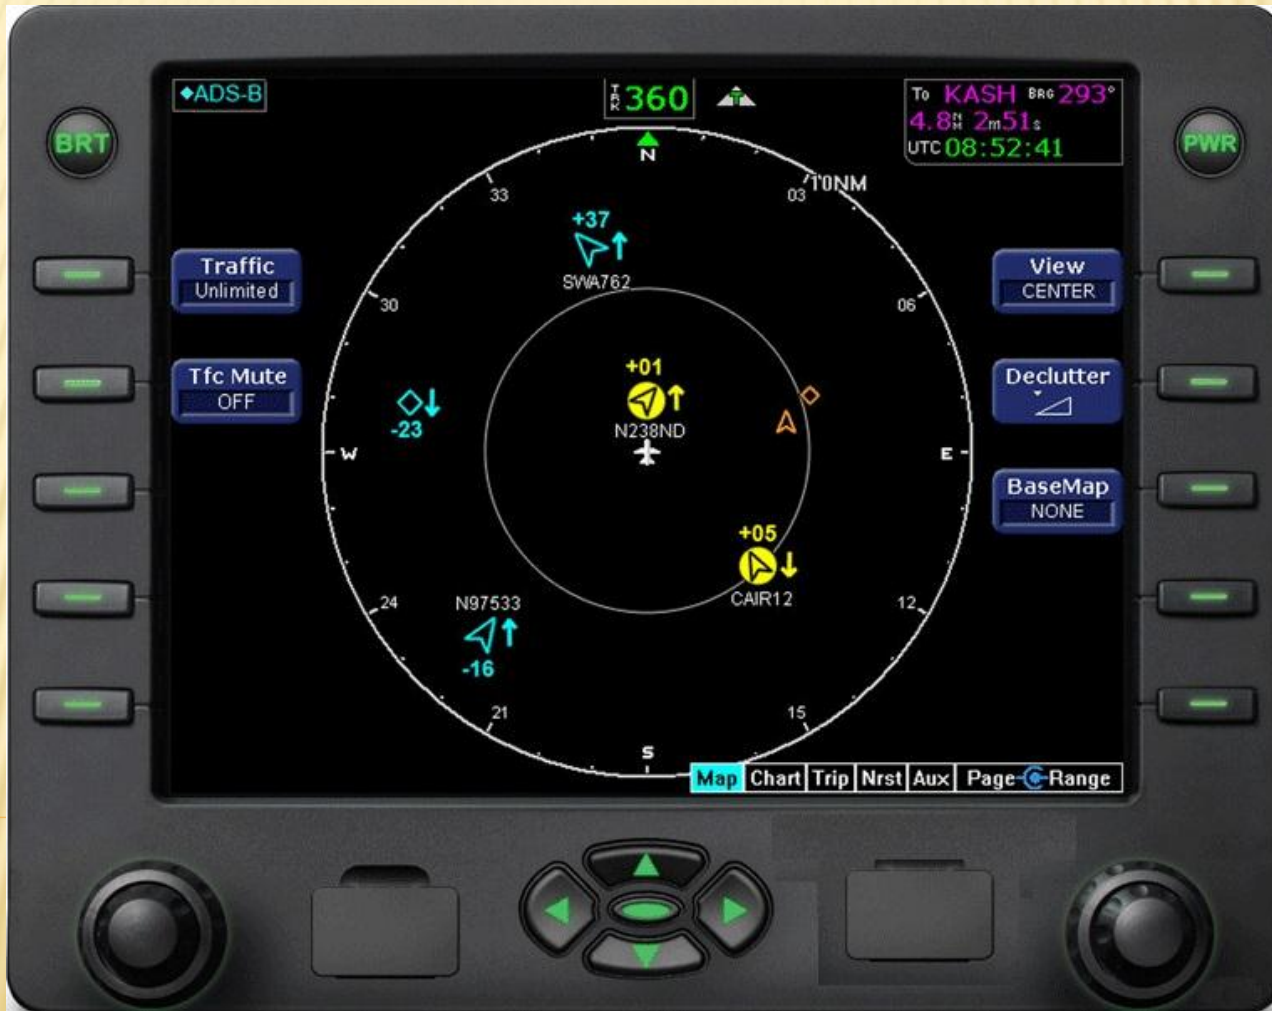 ◆ADS-B
TRK 360
To KASH BRG 293°
4.8NM 2m51s
UTC 08:52:41
BRT
PWR
N
10NM
33
03
+37
SWA762
Traffic
Unlimited
View
CENTER
30
06
+01
N238ND
Tfc Mute
OFF
Declutter
-23
W
E
BaseMap
NONE
+05
CAIR12
N97533
-16
24
12
21
15
S
Map Chart Trip Nrst Aux Page Range